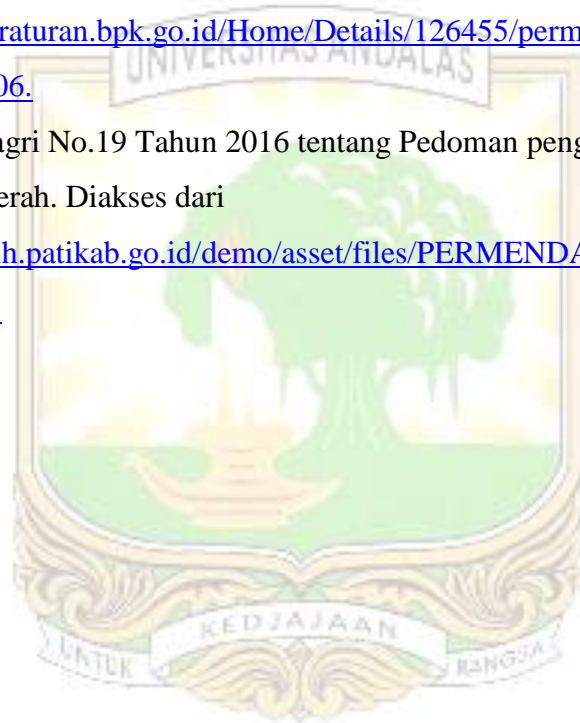 raturan.bpk.go.id/Home/Details/126455/perm
06.
agri No.19 Tahun 2016 tentang Pedoman peng
erah. Diakses dari
h.patikab.go.id/demo/asset/files/PERMENDA
UNIVERSITAS ANDALAS
KEDJAJAAN
UNTUK
BANGSA